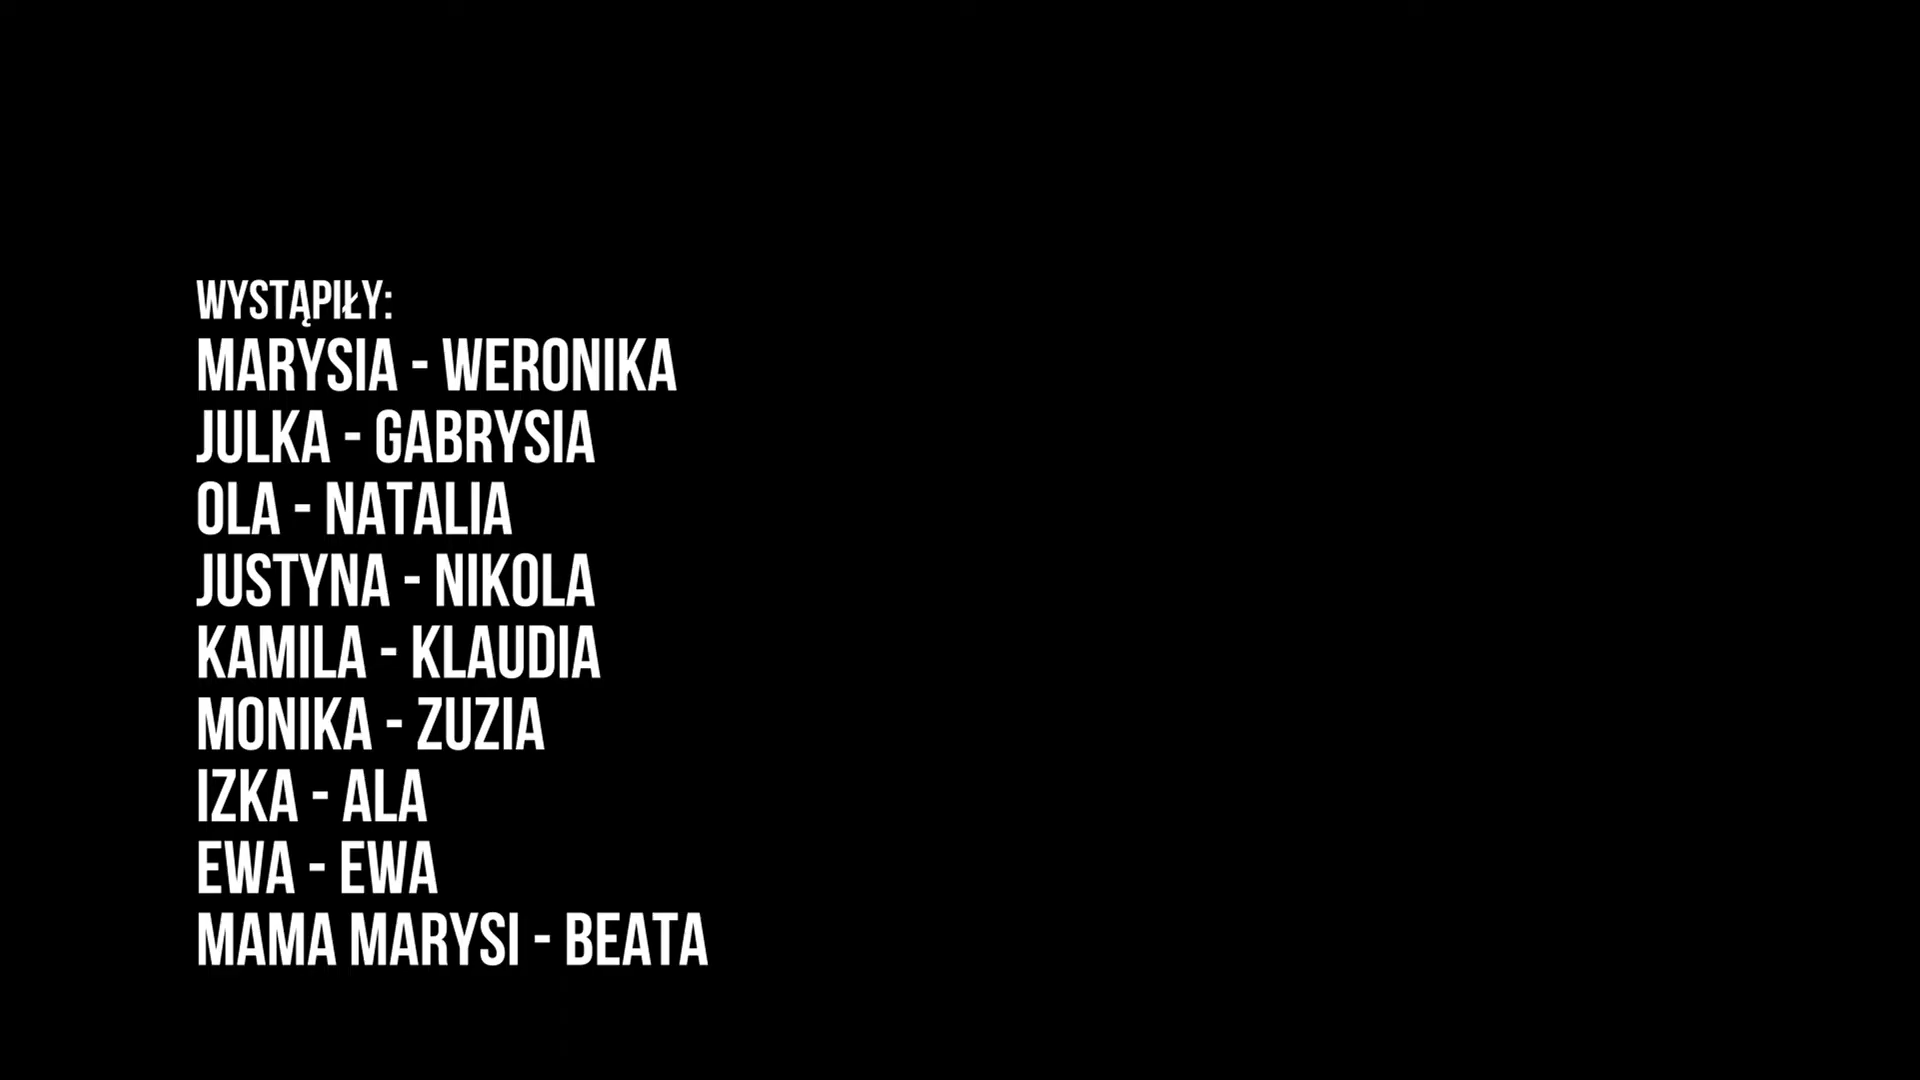 WYSTĄPIŁY:
MARYSIA - WERONIKA
JULKA - GABRYSIA
OLA - NATALIA
JUSTYNA - NIKOLA
KAMILA - KLAUDIA
MONIKA - ZUZIA
IZKA - ALA
EWA - EWA
MAMA MARYSI - BEATA